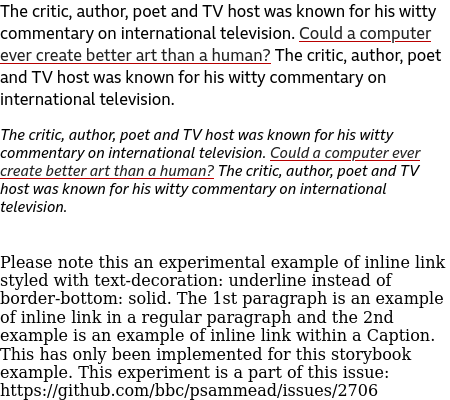 The critic, author, poet and TV host was known for his witty
commentary on international television. Could a computer
ever create better art than a human? The critic, author, poet
and TV host was known for his witty commentary on
international television.
The critic, author, poet and TV host was known for his witty
commentary on international television. Could a computer ever
create better art than a human? The critic, author, poet and TV
host was known for his witty commentary on international
television.
Please note this an experimental example of inline link
styled with text-decoration: underline instead of
border-bottom: solid. The 1st paragraph is an example
of inline link in a regular paragraph and the 2nd
example is an example of inline link within a Caption.
This has only been implemented for this storybook
example. This experiment is a part of this issue:
https://github.com/bbc/psammead/issues/2706